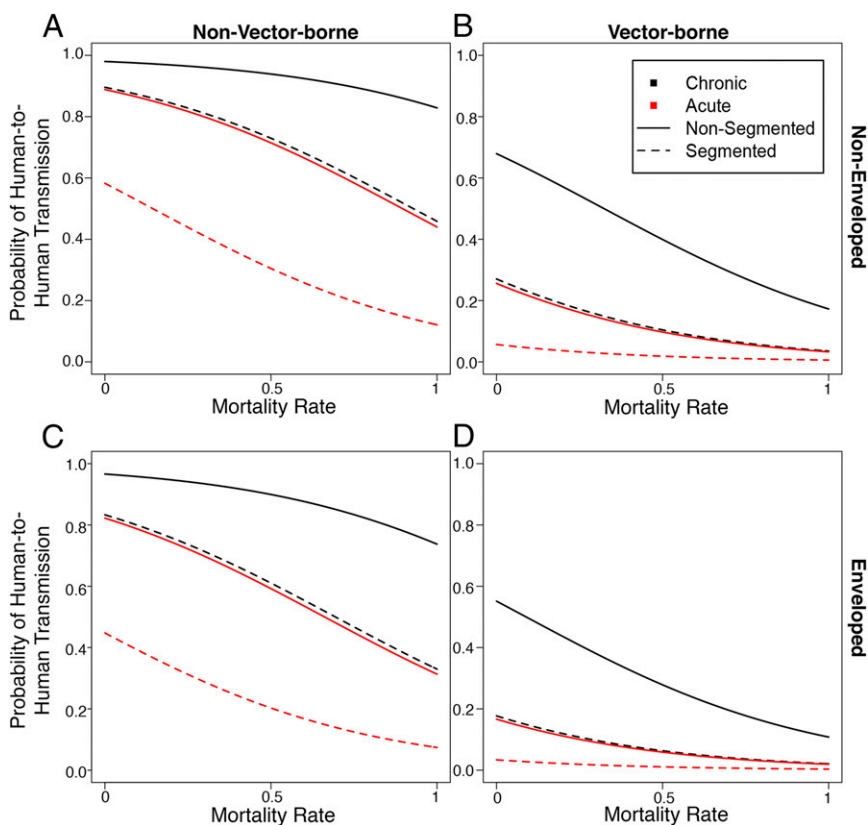 A
Non-Vector-borne
B
Vector-borne
Probability of Human-to-
Human Transmission
1.0
0.8
0.6
0.4
0.2
0.0
0
0.5
1
Mortality Rate
1.0
0.8
0.6
0.4
0.2
0.0
0
0.5
1
Mortality Rate
Chronic
Acute
Non-Segmented
Segmented
Non-Enveloped
C
D
Probability of Human-to-
Human Transmission
1.0
0.8
0.6
0.4
0.2
0.0
0
0.5
1
Mortality Rate
1.0
0.8
0.6
0.4
0.2
0.0
0
0.5
1
Mortality Rate
Enveloped